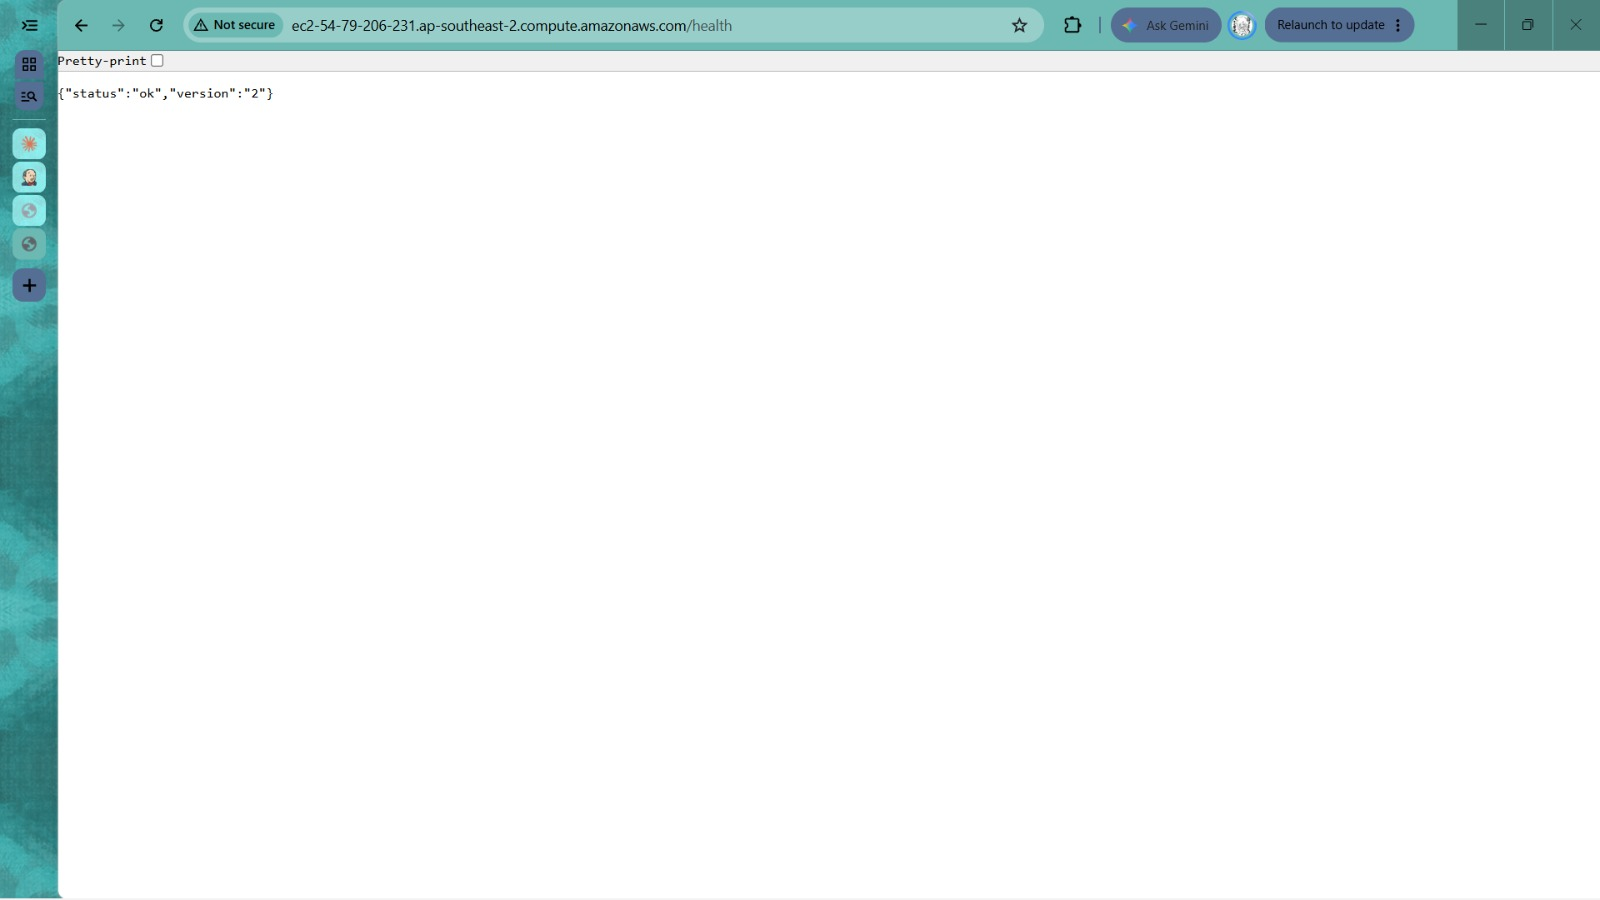 Not secure
ec2-54-79-206-231.ap-southeast-2.compute.amazonaws.com/health
Ask Gemini
Relaunch to update
Pretty-print
{"status":"ok","version":"2"}